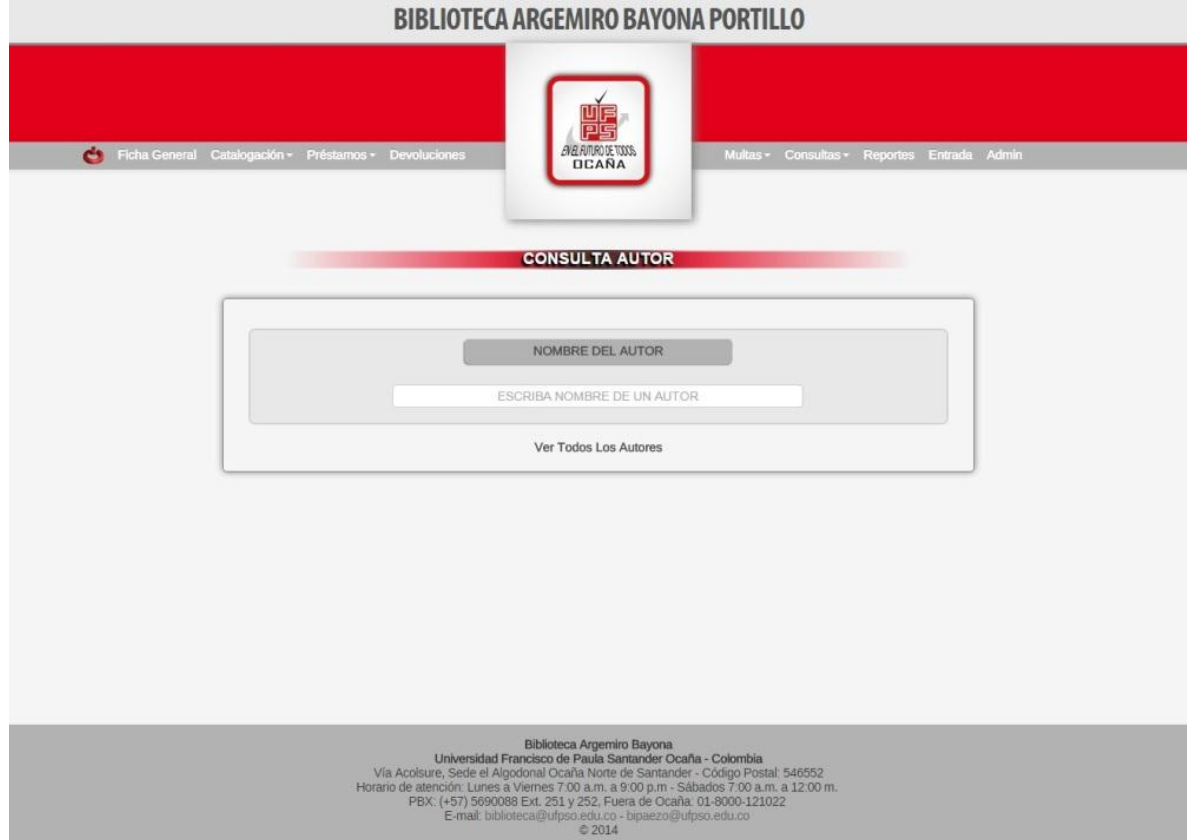 BIBLIOTECA ARGEMIRO BAYONA PORTILLO
UF
PS
EN EL FUTURO DE TODOS
OCAÑA
Ficha General Catalogación Préstamos Devoluciones Multas Consultas Reportes Entrada Admin
CONSULTA AUTOR
NOMBRE DEL AUTOR
ESCRIBA NOMBRE DE UN AUTOR
Ver Todos Los Autores
Biblioteca Argemiro Bayona
Universidad Francisco de Paula Santander Ocaña - Colombia
Vía Acolsure, Sede el Algodonal Ocaña Norte de Santander - Código Postal: 546552
Horario de atención: Lunes a Viernes 7:00 a.m. a 9:00 p.m - Sábados 7:00 a.m. a 12:00 m.
PBX: (+57) 5690088 Ext. 251 y 252, Fuera de Ocaña: 01-8000-121022
E-mail: biblioteca@ufpso.edu.co - bipaezo@ufpso.edu.co
© 2014